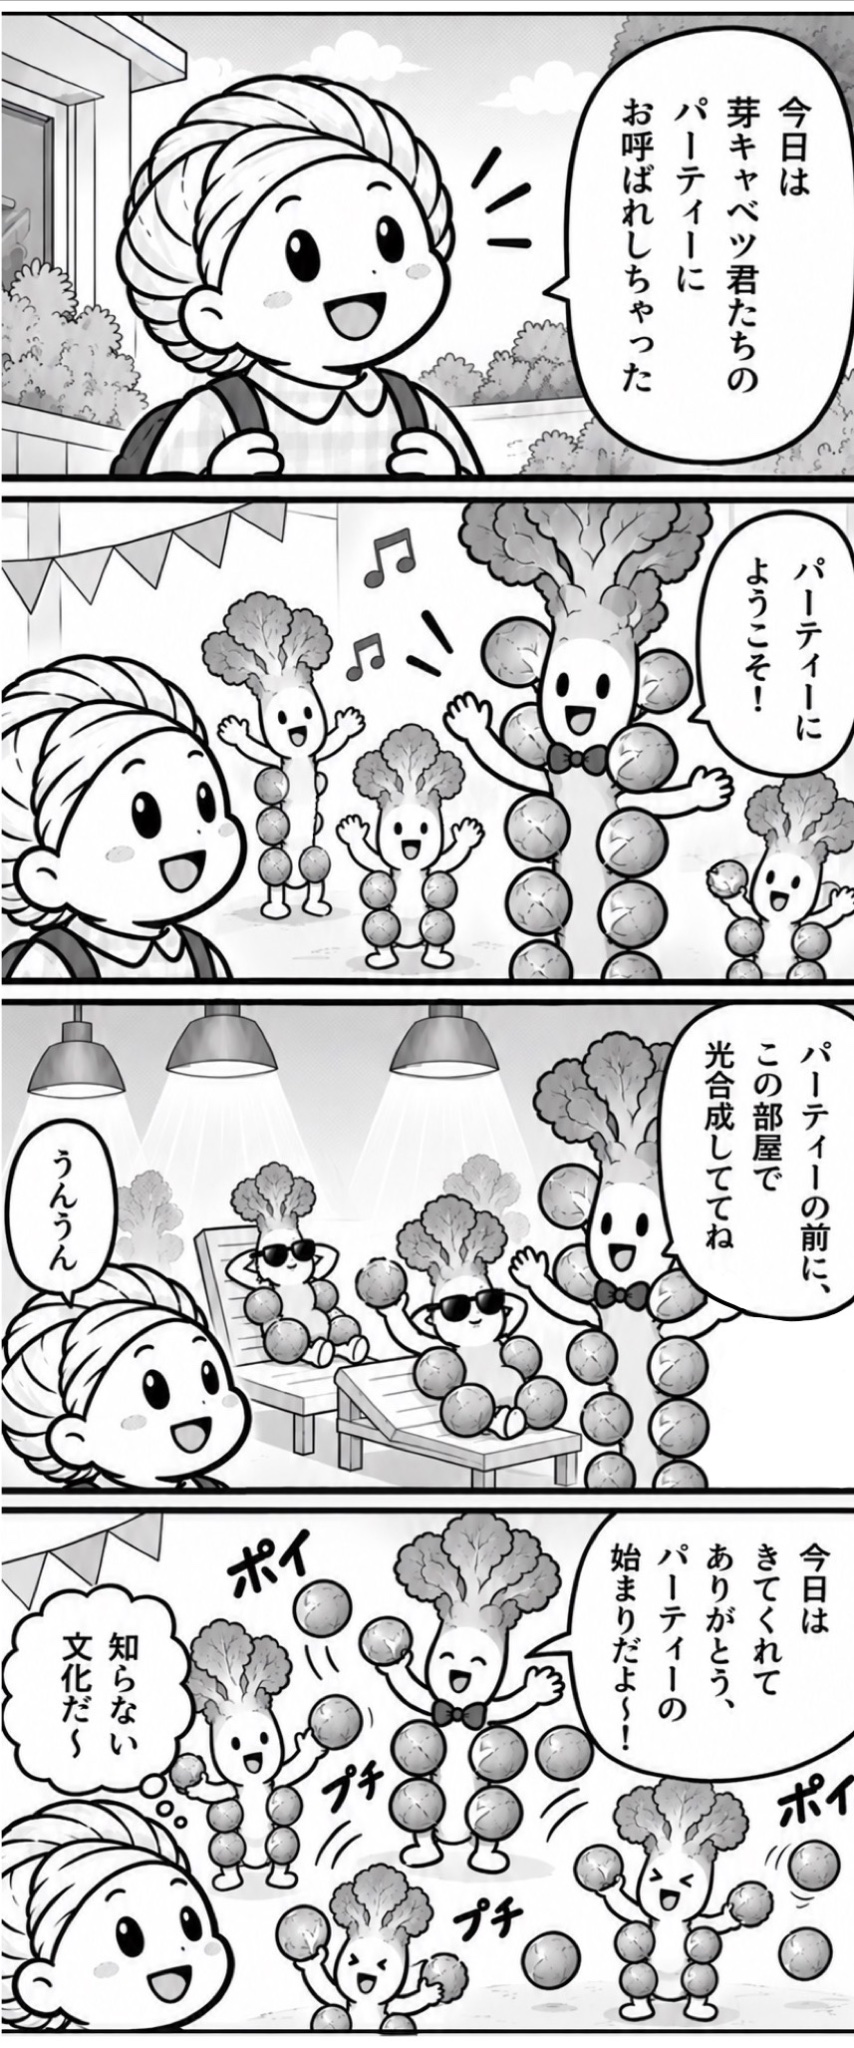 今日は
芽キャベツ君たちの
パーティーに
お呼ばれしちゃった
パーティーに
ようこそ！
パーティーの前に、
この部屋で
光合成しててね
うんうん
今日は
きてくれて
ありがとう、
パーティーの
始まりだよ～！
ポイ
知らない
文化だ～
プチ
ポイ
プチ